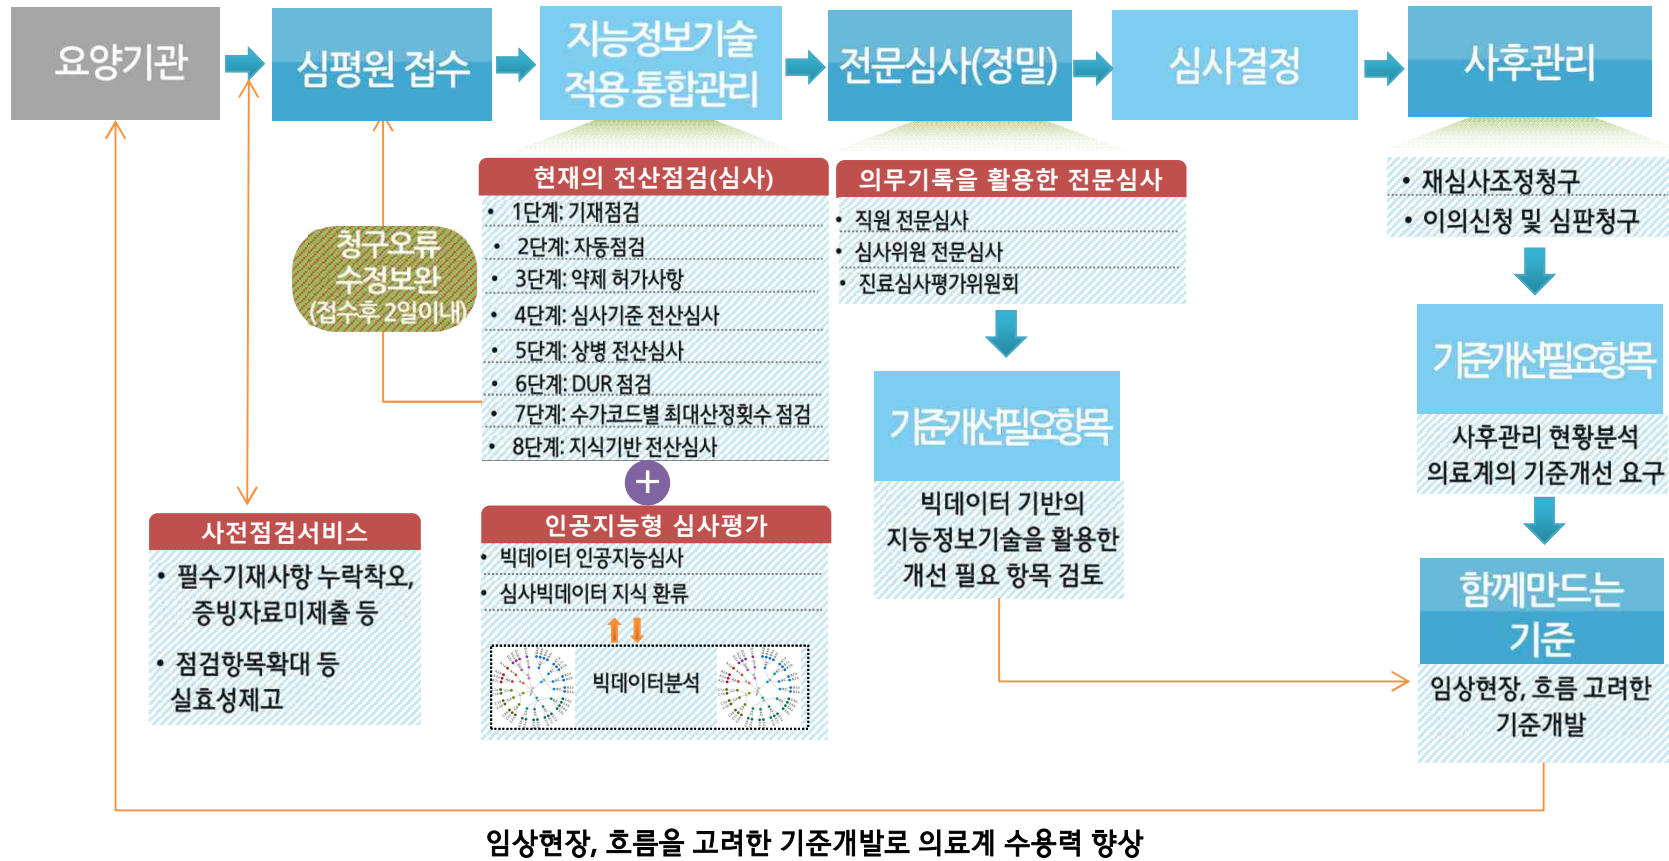 요양기관
심평원 접수
지능정보기술
적용 통합관리
전문심사(정밀)
심사결정
사후관리
현재의 전산점검(심사)
• 1단계: 기재점검
• 2단계: 자동점검
• 3단계: 약제 허가사항
• 4단계: 심사기준 전산심사
• 5단계: 상병 전산심사
• 6단계: DUR 점검
• 7단계: 수가코드별 최대산정횟수 점검
• 8단계: 지식기반 전산심사
+
인공지능형 심사평가
• 빅데이터 인공지능심사
• 심사빅데이터 지식 환류
빅데이터분석
청구오류
수정보완
(접수후 2일이내)
사전점검서비스
• 필수기재사항 누락착오,
증빙자료미제출 등
• 점검항목확대 등
실효성제고
의무기록을 활용한 전문심사
• 직원 전문심사
• 심사위원 전문심사
• 진료심사평가위원회
기준개선필요항목
빅데이터 기반의
지능정보기술을 활용한
개선 필요 항목 검토
• 재심사조정청구
• 이의신청 및 심판청구
기준개선필요항목
사후관리 현황분석
의료계의 기준개선 요구
함께만드는
기준
임상현장, 흐름 고려한
기준개발
임상현장, 흐름을 고려한 기준개발로 의료계 수용력 향상